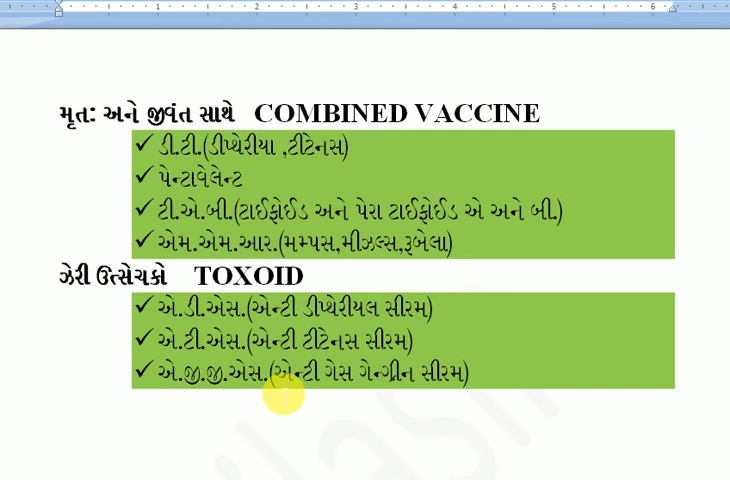 મૃતઃ અને જીવંત સાથે COMBINED VACCINE
✓ ડી.ટી.(ડીપ્થેરીયા ,ટીટેનસ)
✓ પેન્ટાવેલેન્ટ
✓ ટી.એ.બી.(ટાઈફોઈડ અને પેરા ટાઈફોઈડ એ અને બી.)
✓ એમ.એમ.આર.(મમ્પસ,મીઝલ્સ,રૂબેલા)
ઝેરી ઉત્સેચકો TOXOID
✓ એ.ડી.એસ.(એન્ટી ડીપ્થેરીયલ સીરમ)
✓ એ.ટી.એસ.(એન્ટી ટીટેનસ સીરમ)
✓ એ.જી.જી.એસ.(એન્ટી ગેસ ગેન્ગ્રીન સીરમ)